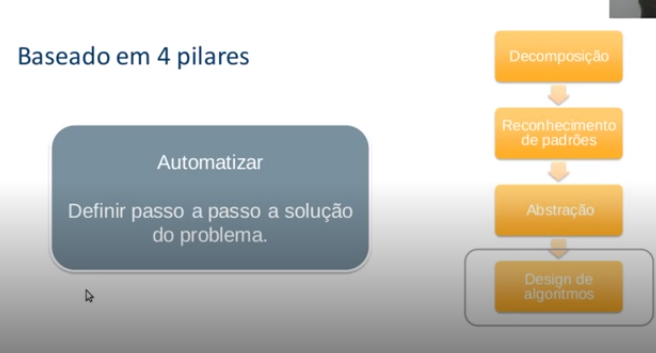 Baseado em 4 pilares
Automatizar
Definir passo a passo a solução
do problema.
Decomposição
Reconhecimento
de padrões
Abstração
Design de
algoritmos